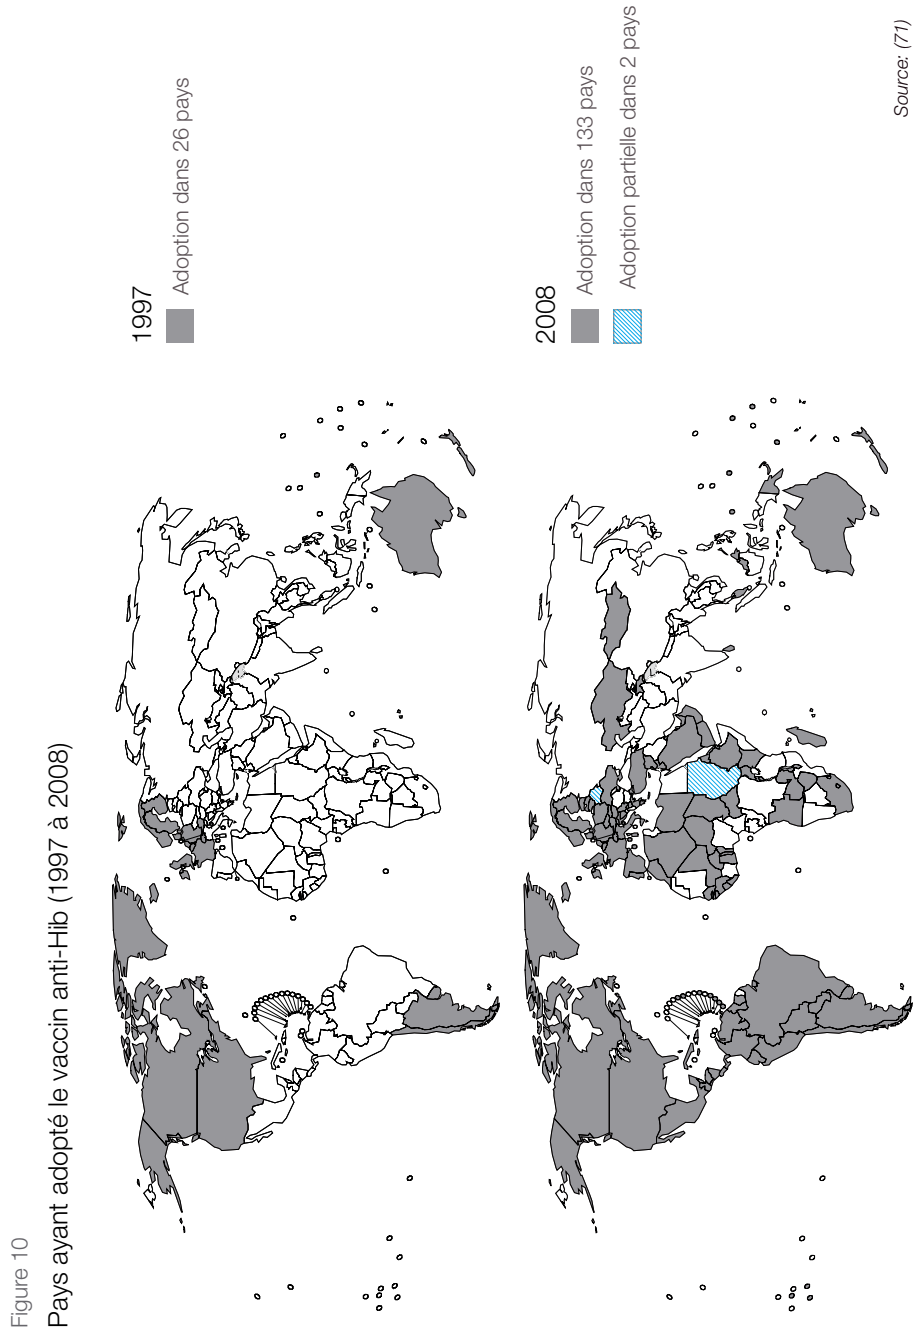 Figure 10
Pays ayant adopté le vaccin anti-Hib (1997 à 2008)
1997
Adoption dans 26 pays
2008
Adoption dans 133 pays
Adoption partielle dans 2 pays
Source: (71)